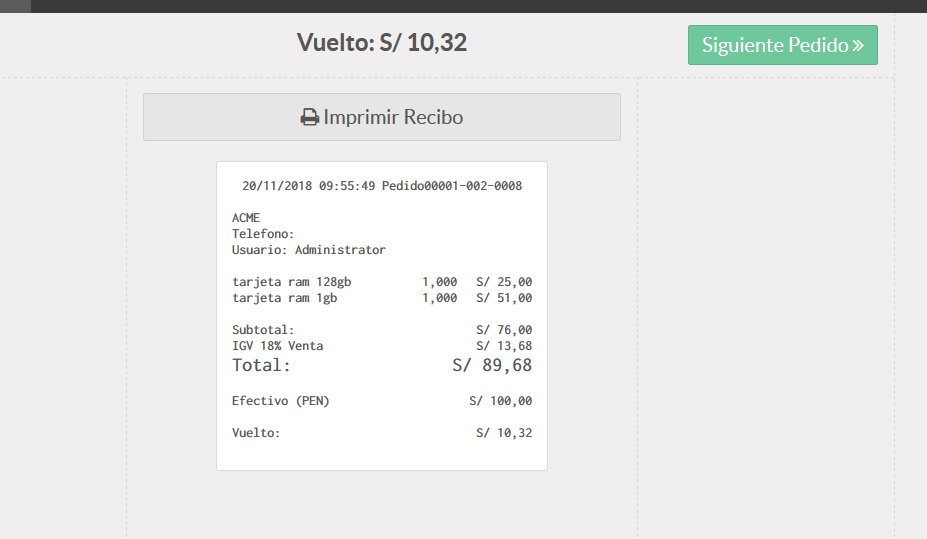 Vuelto: S/ 10,32
Siguiente Pedido »
Imprimir Recibo
20/11/2018 09:55:49 Pedido00001-002-0008
ACME
Telefono:
Usuario: Administrator
tarjeta ram 128gb 1,000 S/ 25,00
tarjeta ram 1gb 1,000 S/ 51,00
Subtotal: S/ 76,00
IGV 18% Venta S/ 13,68
Total: S/ 89,68
Efectivo (PEN) S/ 100,00
Vuelto: S/ 10,32